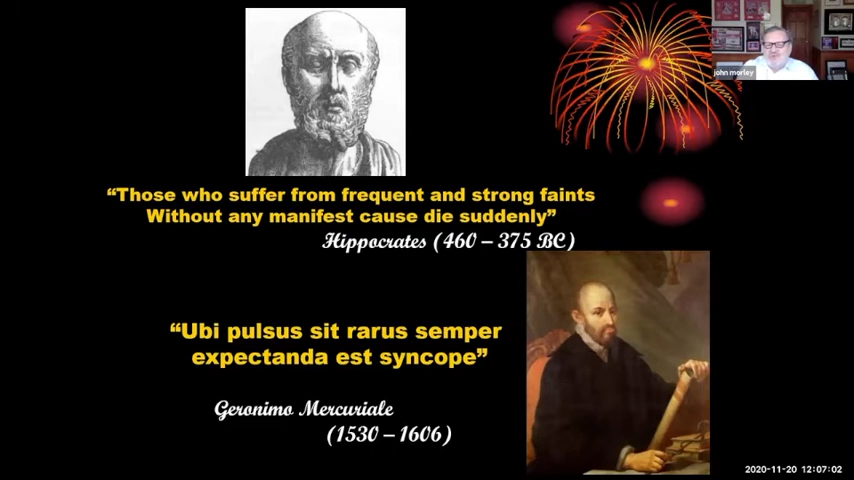 john morley
“Those who suffer from frequent and strong faints
Without any manifest cause die suddenly”
Hippocrates (460 – 375 BC)
“Ubi pulsus sit rarus semper
expectanda est syncope”
Geronimo Mercuriale
(1530 – 1606)
2020-11-20 12:07:02